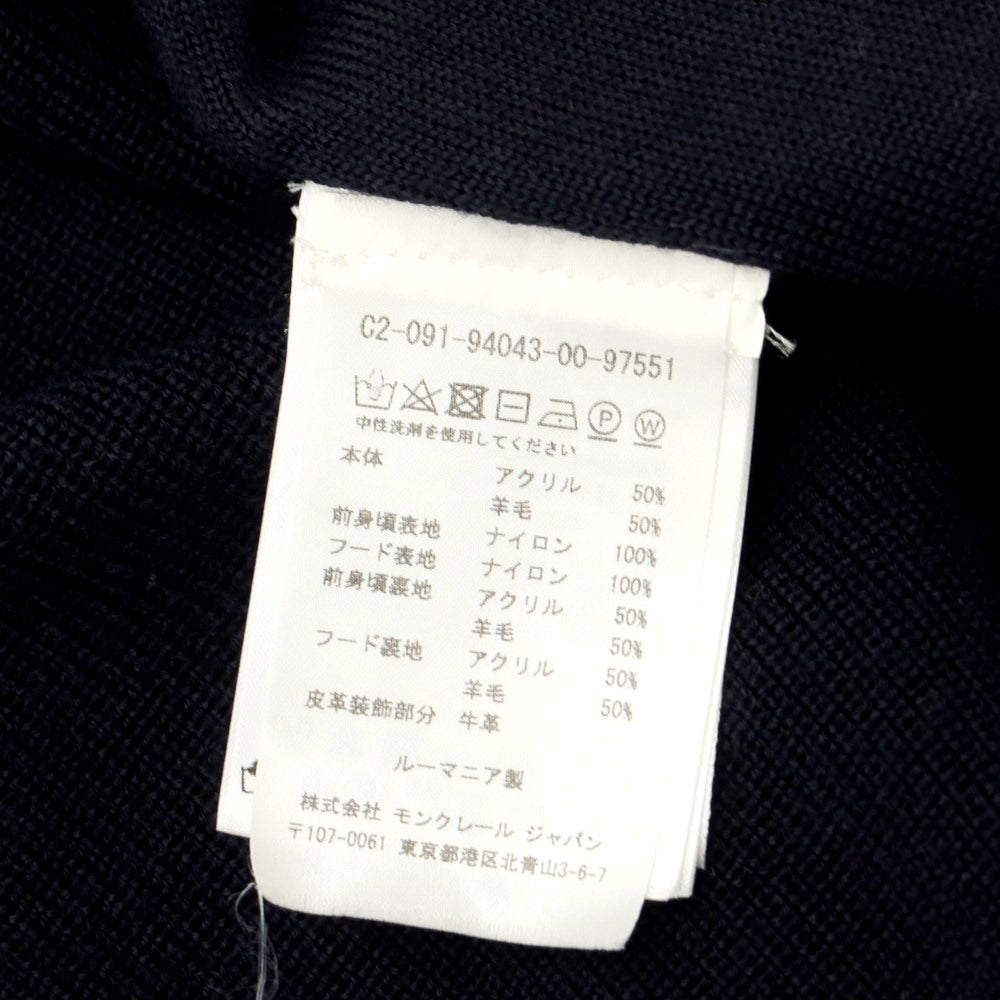 C2-091-94043-00-97551
P W
中性洗剤を使用してください
本体 アクリル 50%
羊毛 50%
前身頃表地 ナイロン 100%
フード表地 ナイロン 100%
前身頃裏地 アクリル 50%
羊毛 50%
フード裏地 アクリル 50%
羊毛 50%
皮革装飾部分 牛革
ルーマニア製
株式会社 モンクレール ジャパン
〒107-0061 東京都港区北青山3-6-7